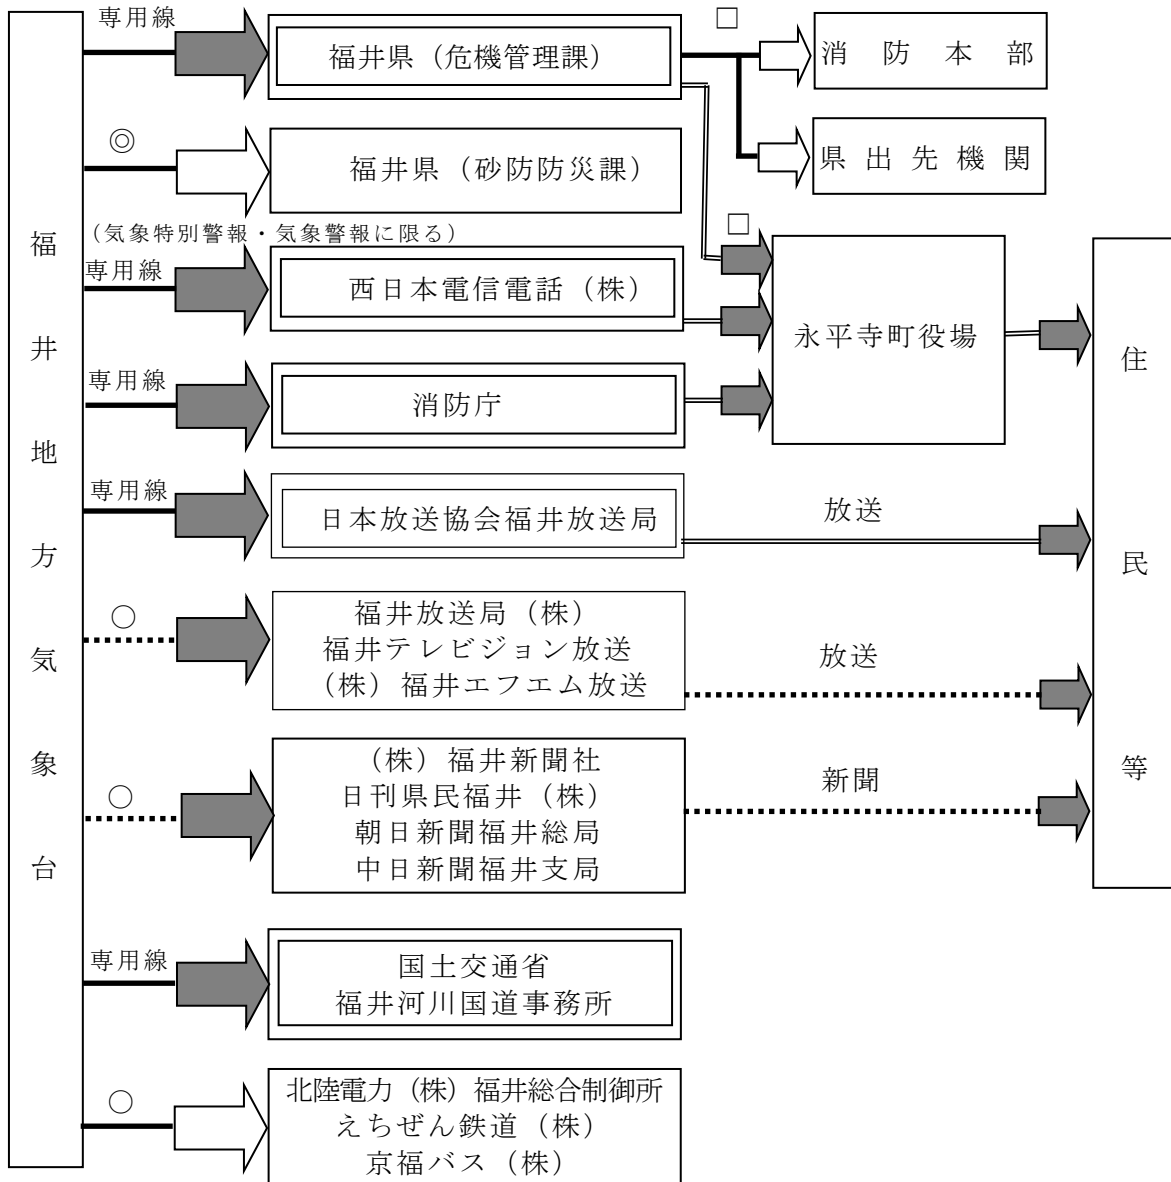 福井地方気象台
専用線
福井県（危機管理課）
□
消防本部
県出先機関
◎
福井県（砂防防災課）
（気象特別警報・気象警報に限る）
専用線
西日本電信電話（株）
□
永平寺町役場
住民等
専用線
消防庁
専用線
日本放送協会福井放送局
放送
○
福井放送局（株）
福井テレビジョン放送
（株）福井エフエム放送
放送
○
（株）福井新聞社
日刊県民福井（株）
朝日新聞福井総局
中日新聞福井支局
新聞
専用線
国土交通省
福井河川国道事務所
○
北陸電力（株）福井総合制御所
えちぜん鉄道（株）
京福バス（株）